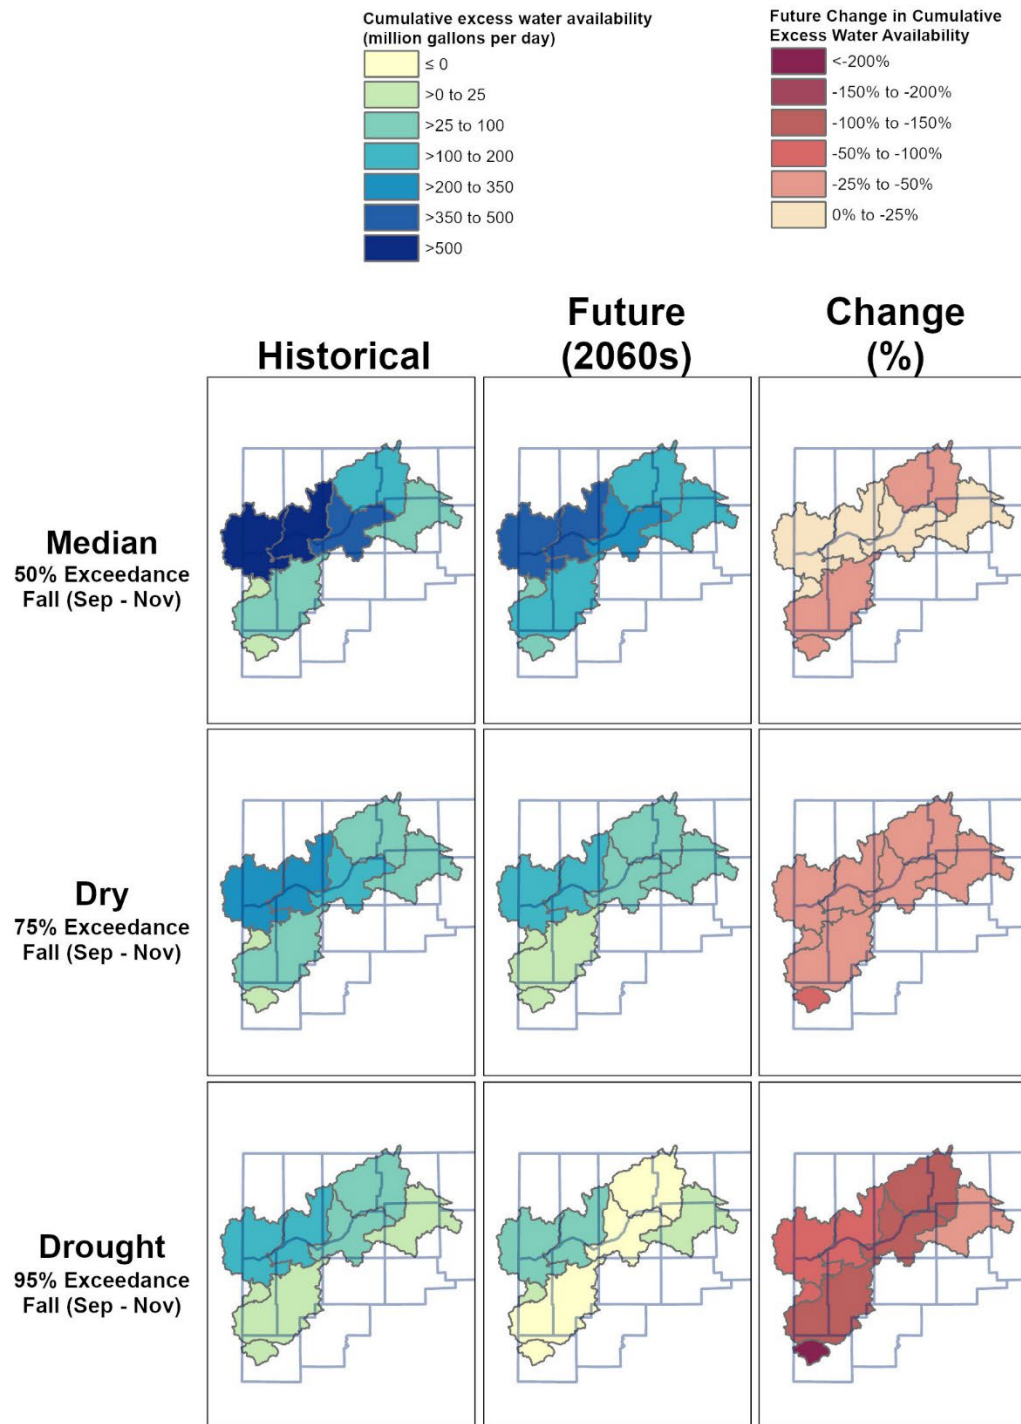 Cumulative excess water availability
(million gallons per day)
≤ 0
>0 to 25
>25 to 100
>100 to 200
>200 to 350
>350 to 500
>500
Future Change in Cumulative
Excess Water Availability
<-200%
-150% to -200%
-100% to -150%
-50% to -100%
-25% to -50%
0% to -25%
Historical
Future
(2060s)
Change
(%)
Median
50% Exceedance
Fall (Sep - Nov)
Dry
75% Exceedance
Fall (Sep - Nov)
Drought
95% Exceedance
Fall (Sep - Nov)